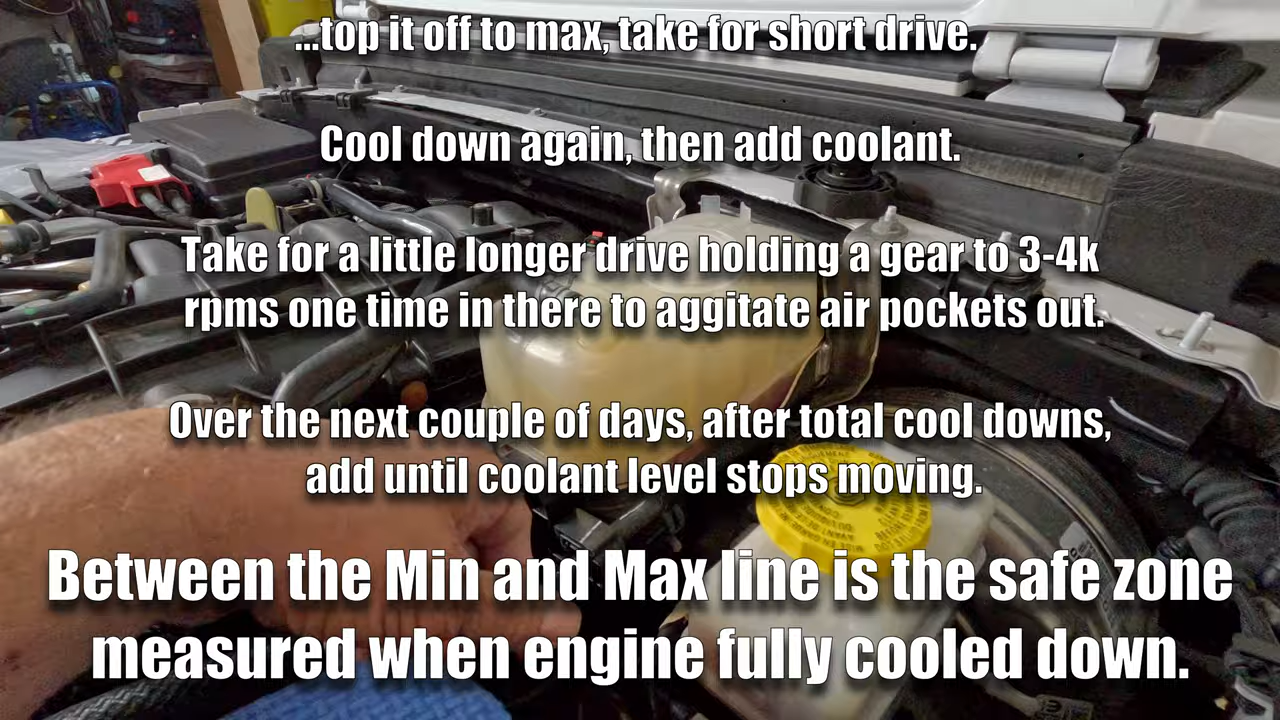 ...top it off to max, take for short drive.
Cool down again, then add coolant.
Take for a little longer drive holding a gear to 3-4k
rpms one time in there to aggitate air pockets out.
Over the next couple of days, after total cool downs,
add until coolant level stops moving.
Between the Min and Max line is the safe zone
measured when engine fully cooled down.